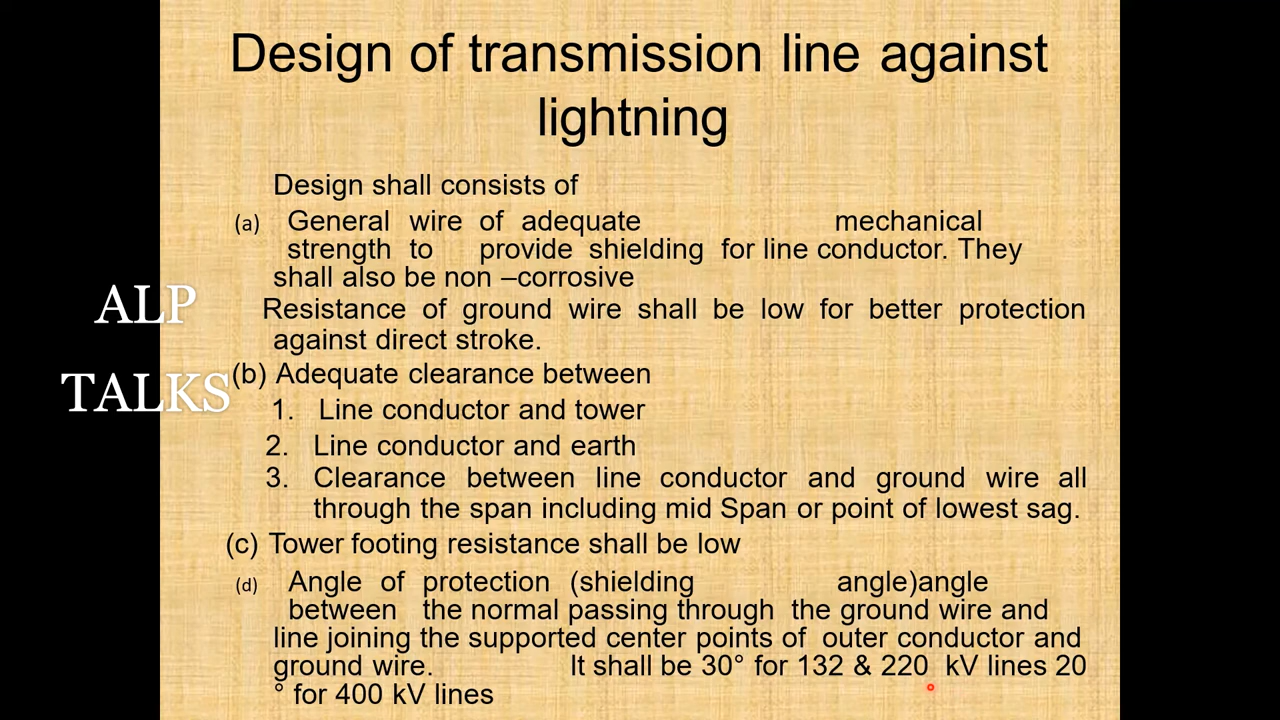 Design of transmission line against
lightning
Design shall consists of
(a) General wire of adequate mechanical
strength to provide shielding for line conductor. They
shall also be non –corrosive
Resistance of ground wire shall be low for better protection
against direct stroke.
ALP
TALKS
(b) Adequate clearance between
1. Line conductor and tower
2. Line conductor and earth
3. Clearance between line conductor and ground wire all
through the span including mid Span or point of lowest sag.
(c) Tower footing resistance shall be low
(d) Angle of protection (shielding angle)angle
between the normal passing through the ground wire and
line joining the supported center points of outer conductor and
ground wire. It shall be 30° for 132 & 220 kV lines 20
° for 400 kV lines